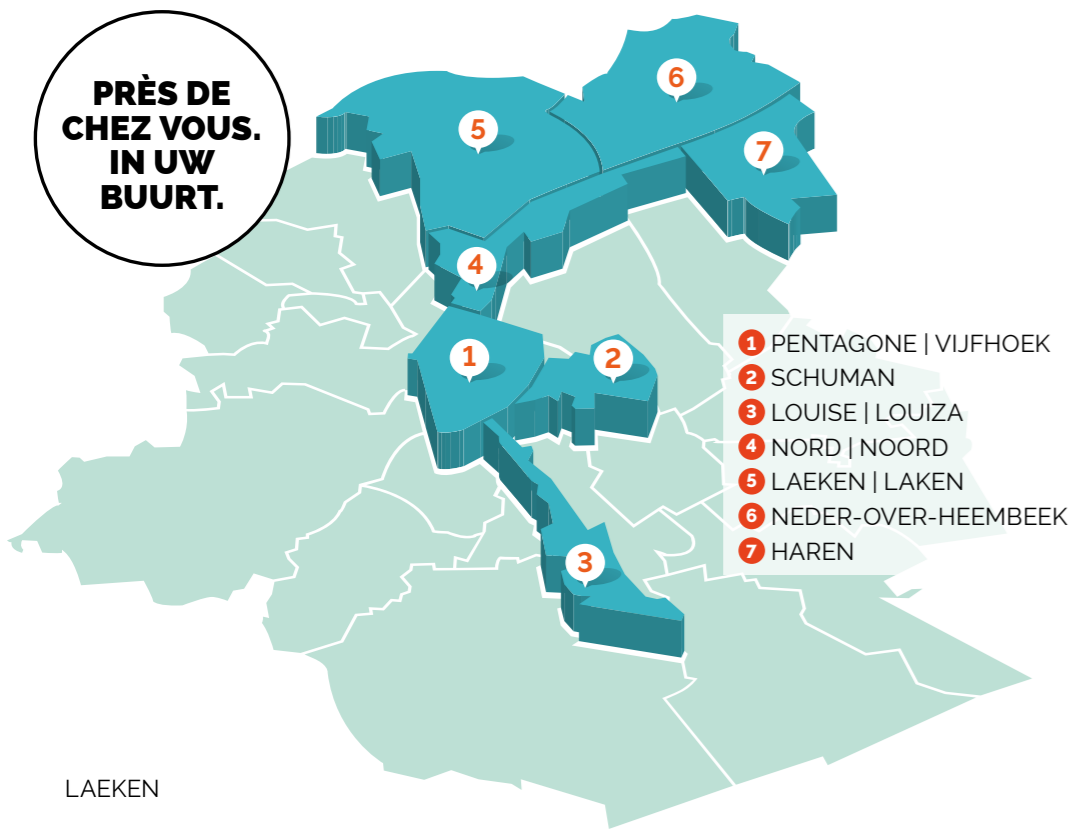 PRÈS DE
CHEZ VOUS.
IN UW
BUURT.
6
5
7
4
1
2
3
1 PENTAGONE | VIJFHOEK
2 SCHUMAN
3 LOUISE | LOUIZA
4 NORD | NOORD
5 LAEKEN | LAKEN
6 NEDER-OVER-HEEMBEEK
7 HAREN
LAEKEN